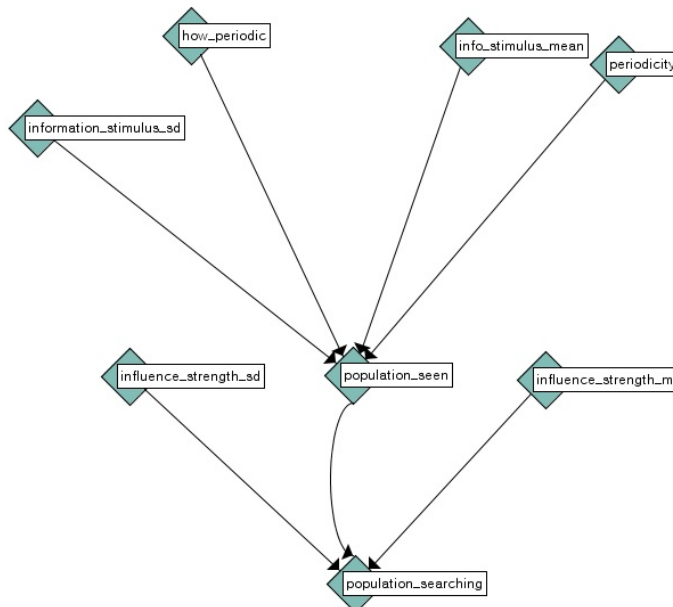 how_periodic
info_stimulus_mean
periodicity
information_stimulus_sd
influence_strength_sd
population_seen
influence_strength_m
population_searching